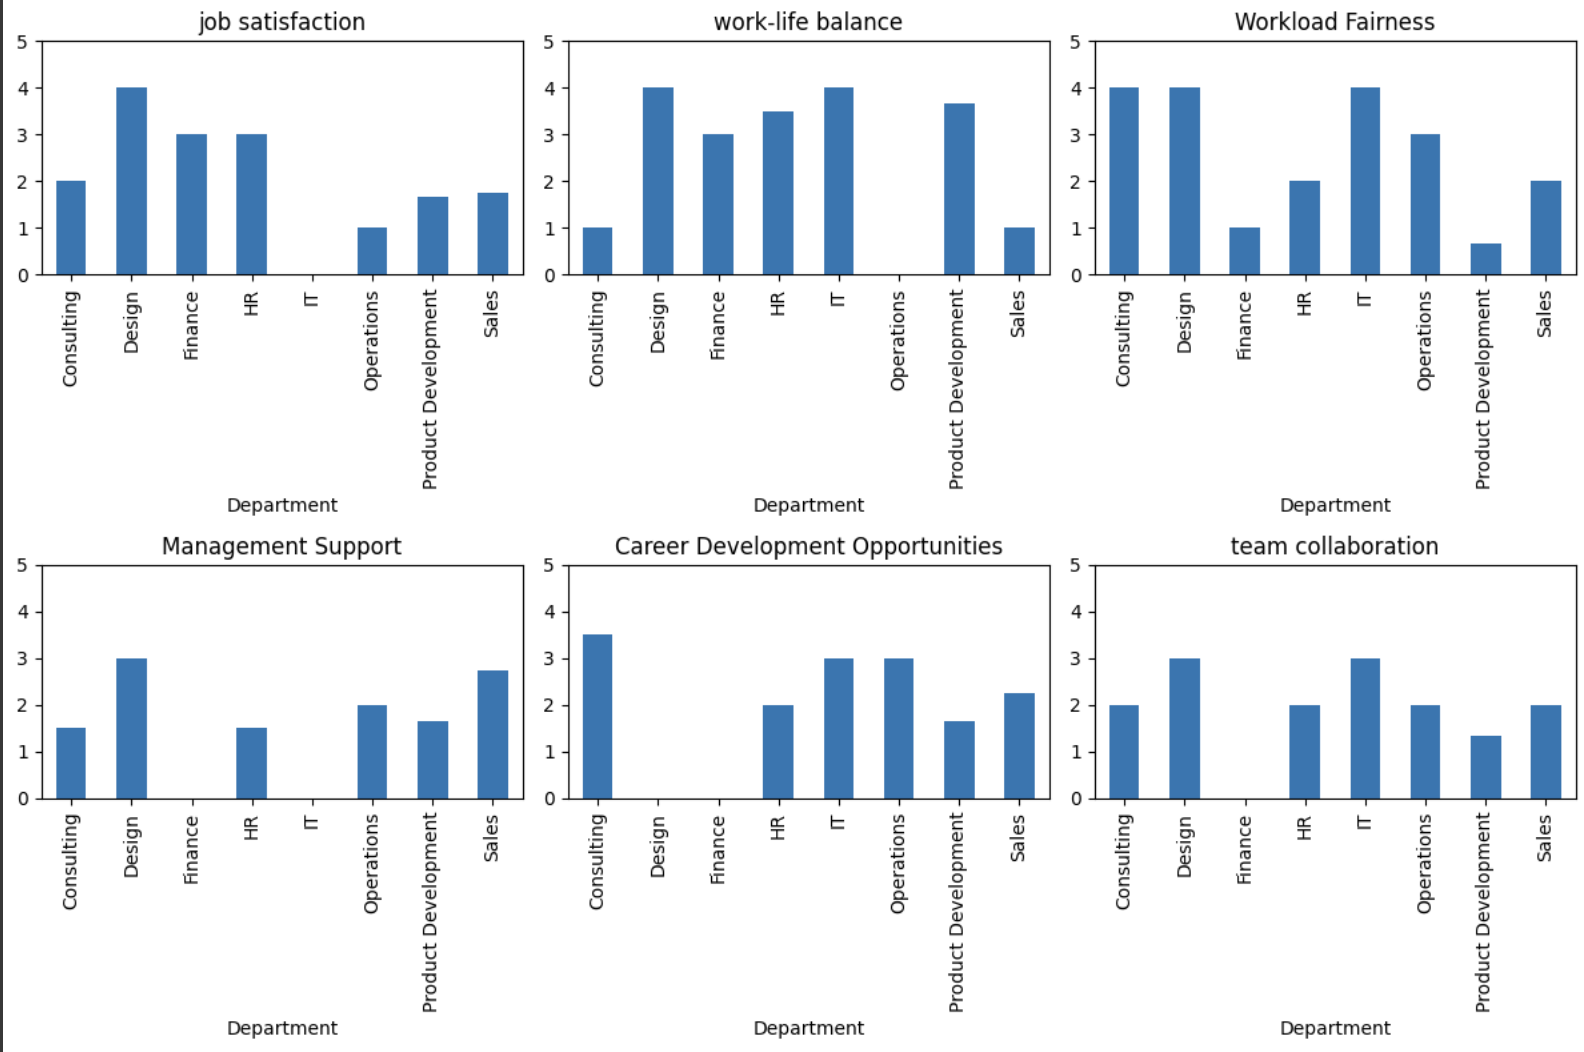 job satisfaction
5
4
3
2
1
0
Consulting
Design
Finance
HR
IT
Operations
Product Development
Sales
Department
work-life balance
5
4
3
2
1
0
Consulting
Design
Finance
HR
IT
Operations
Product Development
Sales
Department
Workload Fairness
5
4
3
2
1
0
Consulting
Design
Finance
HR
IT
Operations
Product Development
Sales
Department
Management Support
5
4
3
2
1
0
Consulting
Design
Finance
HR
IT
Operations
Product Development
Sales
Department
Career Development Opportunities
5
4
3
2
1
0
Consulting
Design
Finance
HR
IT
Operations
Product Development
Sales
Department
team collaboration
5
4
3
2
1
0
Consulting
Design
Finance
HR
IT
Operations
Product Development
Sales
Department